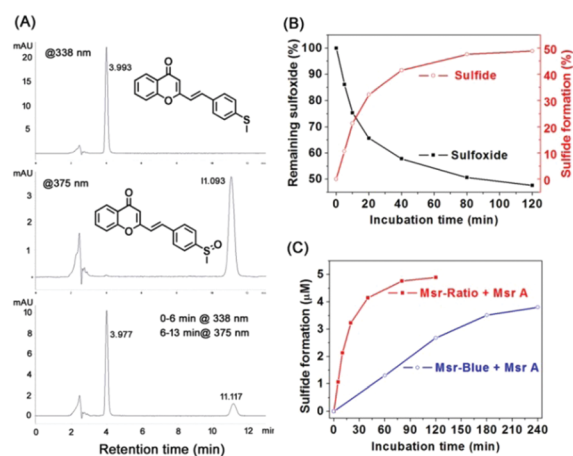 (A)
mAU
@338 nm
3.993
S
O
O
20
15
10
5
0
mAU
@375 nm
11.093
S=O
O
O
3
2
1
0
mAU
0-6 min @ 338 nm
6-13 min@ 375 nm
3.977
11.117
10
8
6
4
2
0
0 2 4 6 8 10 12 min
Retention time (min)
(B)
Remaining sulfoxide (%)
100
90
80
70
60
50
Sulfide
Sulfoxide
50
40
30
20
10
0
Sulfide formation (%)
0 20 40 60 80 100 120
Incubation time (min)
(C)
Sulfide formation (μM)
5
4
3
2
1
0
Msr-Ratio + Msr A
Msr-Blue + Msr A
0 30 60 90 120 150 180 210 240
Incubation time (min)